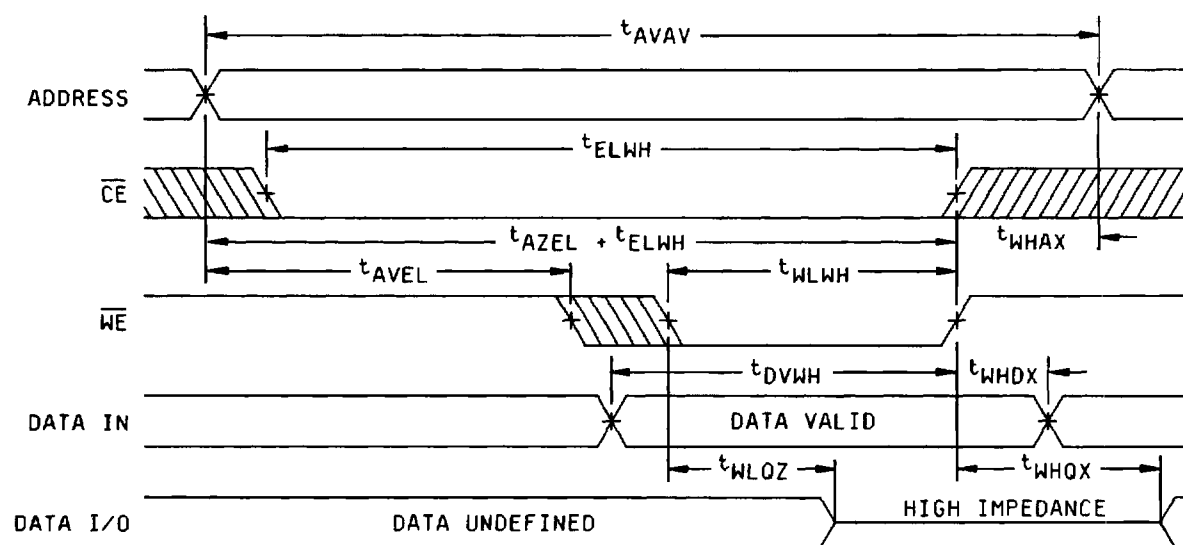 tAVAV
ADDRESS
tELWH
CE
tAZEL + tELWH
tWHAX
tAVEL
tWLWH
WE
tDVWH
tWHDX
DATA IN
DATA VALID
tWLQZ
tWHQX
DATA I/O
DATA UNDEFINED
HIGH IMPEDANCE